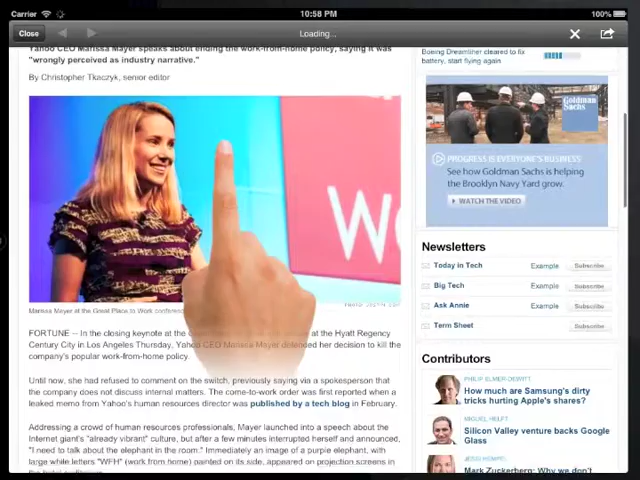 Carrier 10:58 PM 100%
Close Loading...
Yahoo CEO Marissa Mayer speaks about ending the work-from-home policy, saying it was
"wrongly perceived as industry narrative."
By Christopher Tkaczyk, senior editor
WO
Marissa Mayer at the Great Place to Work
FORTUNE -- In the closing keynote at the at the Hyatt Regency
Century City in Los Angeles Thursday, Yahoo CEO Marissa Mayer defended her decision to kill the
company's popular work-from-home policy.
Until now, she had refused to comment on the switch, previously saying via a spokesperson that
the company does not discuss internal matters. The come-to-work order was first reported when a
leaked memo from Yahoo's human resources director was published by a tech blog in February.
Addressing a crowd of human resources professionals, Mayer launched into a speech about the
Internet giant's "already vibrant" culture, but after a few minutes interrupted herself and announced,
"I need to talk about the elephant in the room." Immediately an image of a purple elephant, with
large white letters "WFH" (work from home) painted on its side, appeared on projection screens in
Boeing Dreamliner cleared to fix
battery, start flying again
Goldman
Sachs
PROGRESS IS EVERYONE'S BUSINESS
See how Goldman Sachs is helping
the Brooklyn Navy Yard grow.
WATCH THE VIDEO
Newsletters
Today in Tech Example Subscribe
Big Tech Example Subscribe
Ask Annie Example Subscribe
Term Sheet Subscribe
Contributors
PHILIP ELMER-DEWITT
How much are Samsung's dirty
tricks hurting Apple's shares?
MIGUEL HELFT
Silicon Valley venture backs Google
Glass
JESSI HEMPEL
Mark Zuckerberg: Why we don't